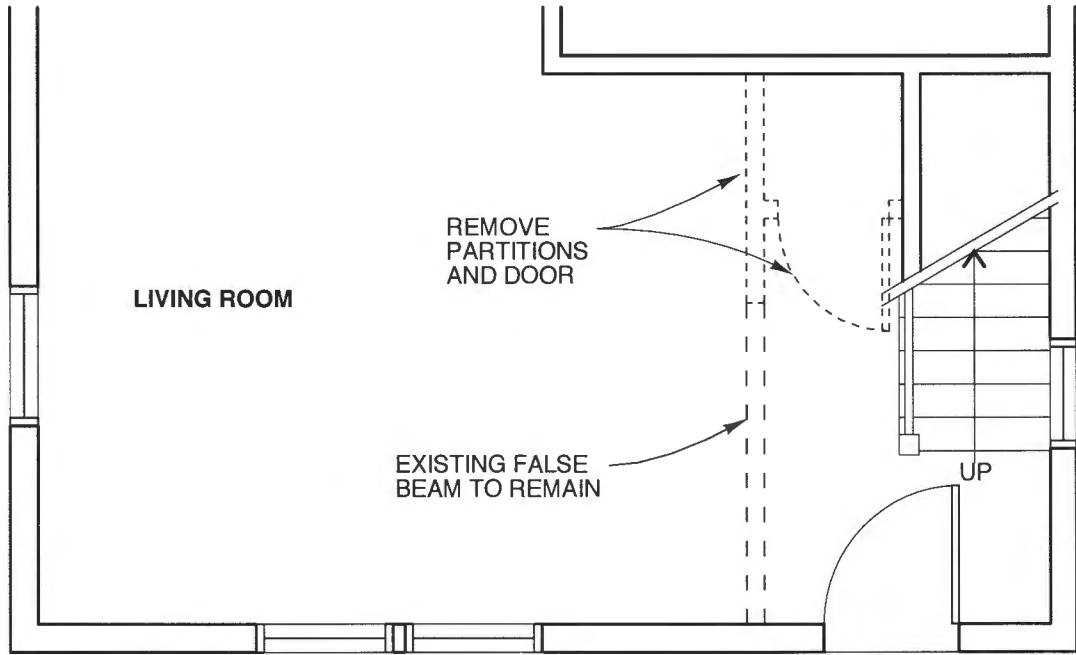 REMOVE
PARTITIONS
AND DOOR
LIVING ROOM
EXISTING FALSE
BEAM TO REMAIN
UP